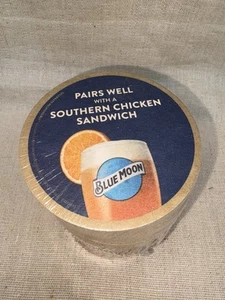 PAIRS WELL
WITH A
SOUTHERN CHICKEN
SANDWICH
BLUE MOON